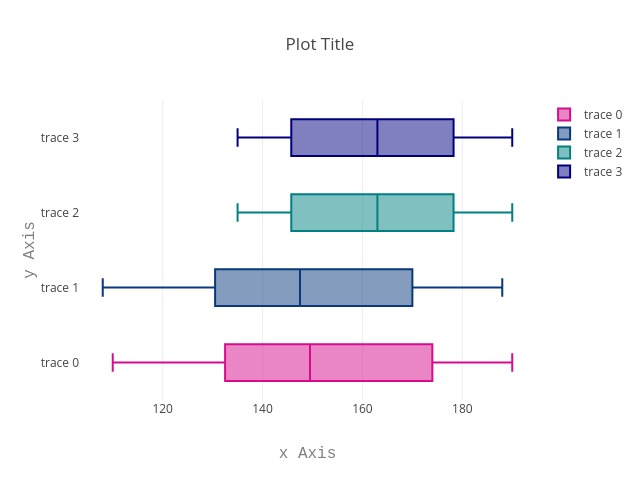 Plot Title
trace 3
trace 2
trace 1
trace 0
y Axis
120 140 160 180
x Axis
trace 0
trace 1
trace 2
trace 3